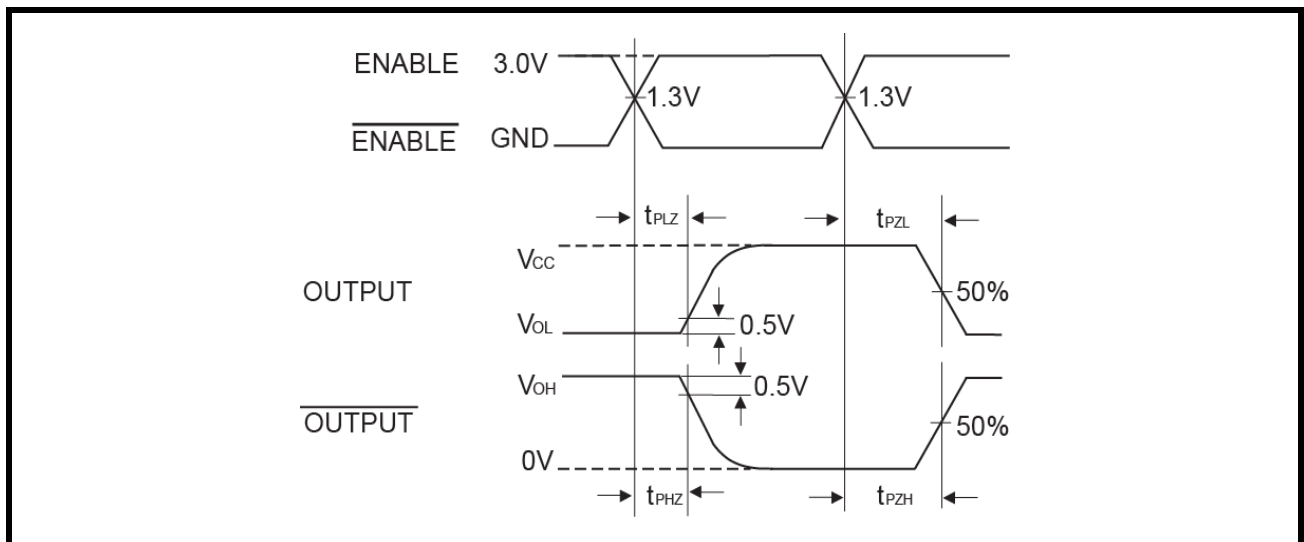 ENABLE 3.0V
1.3V 1.3V
ENABLE GND
tPLZ tPZL
VCC
OUTPUT 50%
VOL 0.5V
VOH 0.5V
OUTPUT 50%
0V
tPHZ tPZH